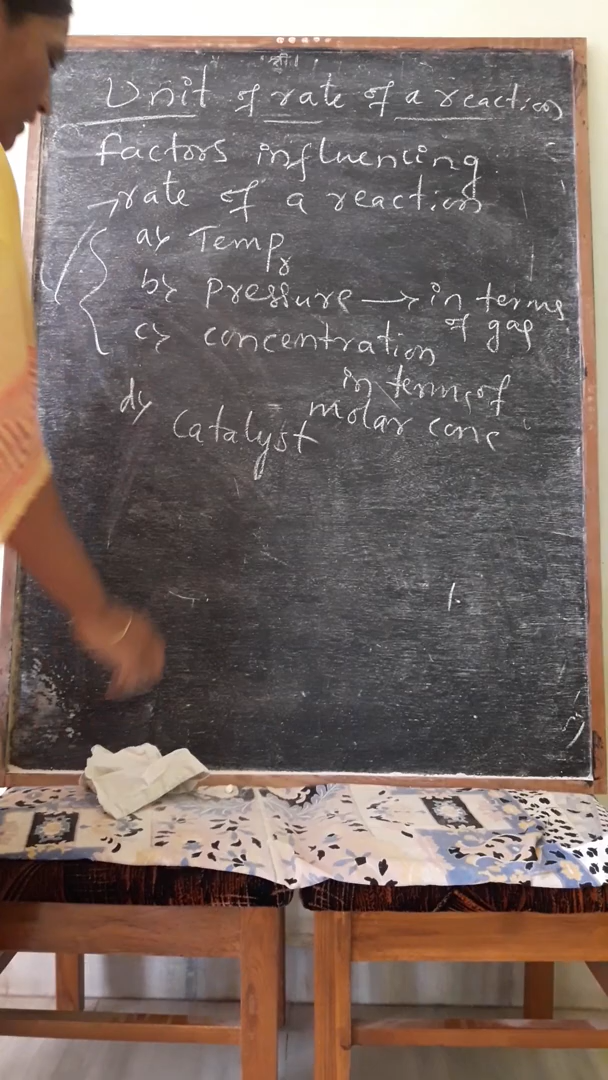 श्री।
Unit of rate of a reaction
factors influencing
rate of a reaction
a> Tempr
b> pressure → in terms of gas
c> concentration
in terms of
molar conc
d> Catalyst